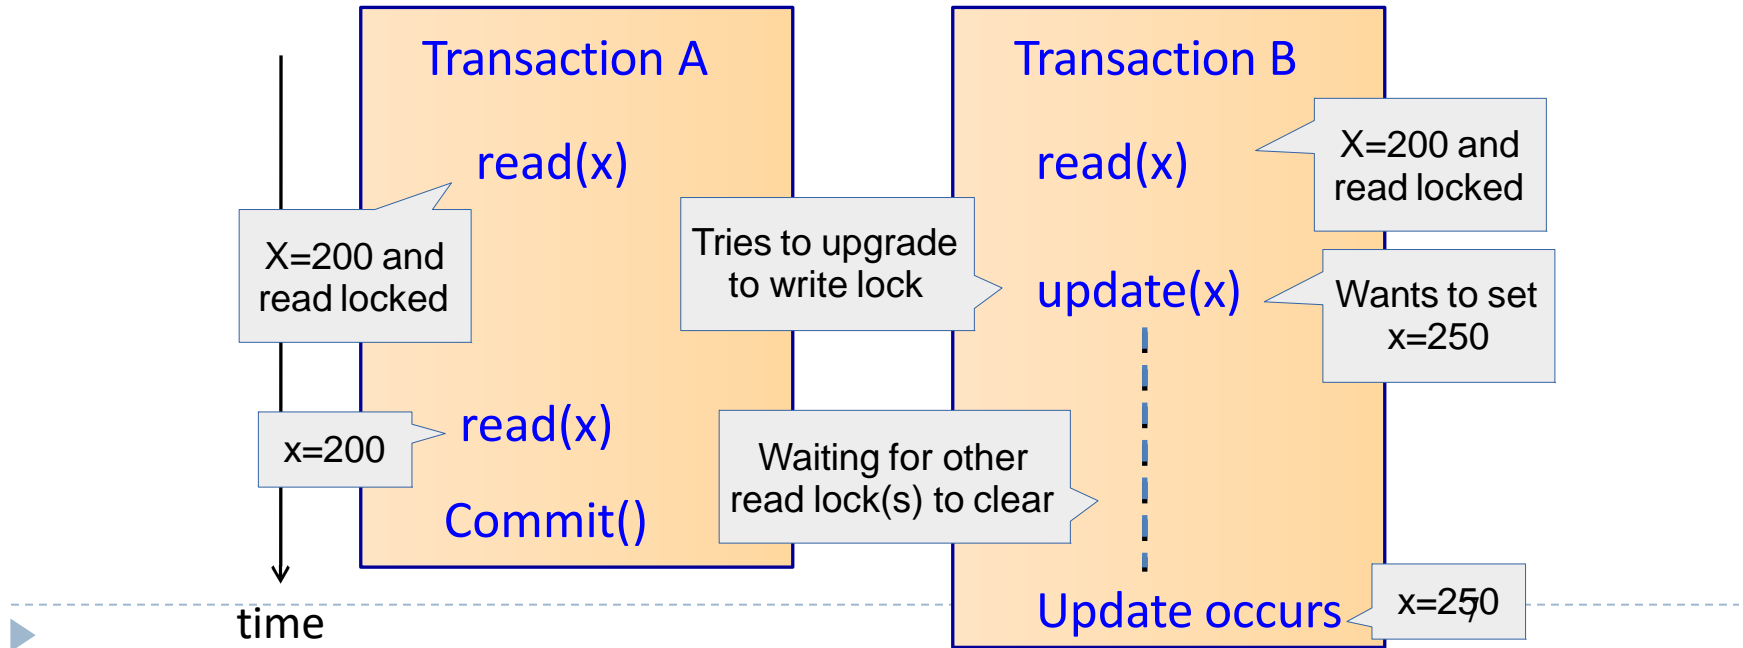 Transaction A
Transaction B
read(x)
X=200 and
read locked
read(x)
X=200 and
read locked
Tries to upgrade
to write lock
update(x)
Wants to set
x=250
x=200
read(x)
Waiting for other
read lock(s) to clear
Commit()
Update occurs
x=250
7
time